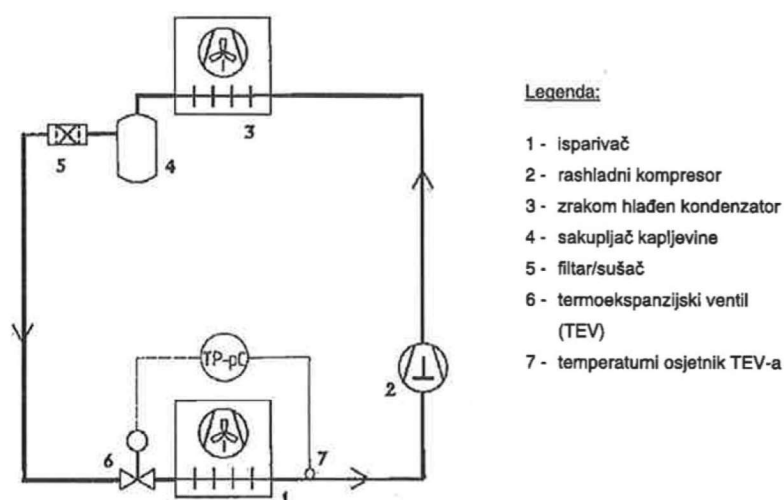 3
5
4
TP-pC
2
6
7
1
Legenda:
1 - isparivač
2 - rashladni kompresor
3 - zrakom hlađen kondenzator
4 - sakupljač kapljevine
5 - filtar/sušač
6 - termoekspanzijski ventil
(TEV)
7 - temperaturni osjetnik TEV-a